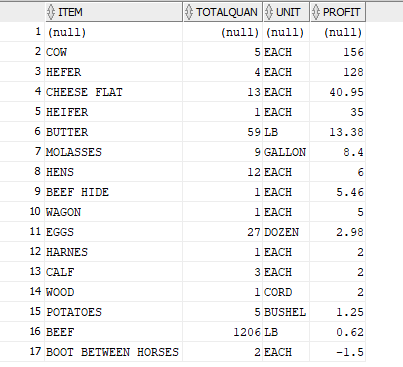 ITEM TOTALQUAN UNIT PROFIT
1 (null) (null) (null) (null)
2 COW 5 EACH 156
3 HEFER 4 EACH 128
4 CHEESE FLAT 13 EACH 40.95
5 HEIFER 1 EACH 35
6 BUTTER 59 LB 13.38
7 MOLASSES 9 GALLON 8.4
8 HENS 12 EACH 6
9 BEEF HIDE 1 EACH 5.46
10 WAGON 1 EACH 5
11 EGGS 27 DOZEN 2.98
12 HARNES 1 EACH 2
13 CALF 3 EACH 2
14 WOOD 1 CORD 2
15 POTATOES 5 BUSHEL 1.25
16 BEEF 1206 LB 0.62
17 BOOT BETWEEN HORSES 2 EACH -1.5